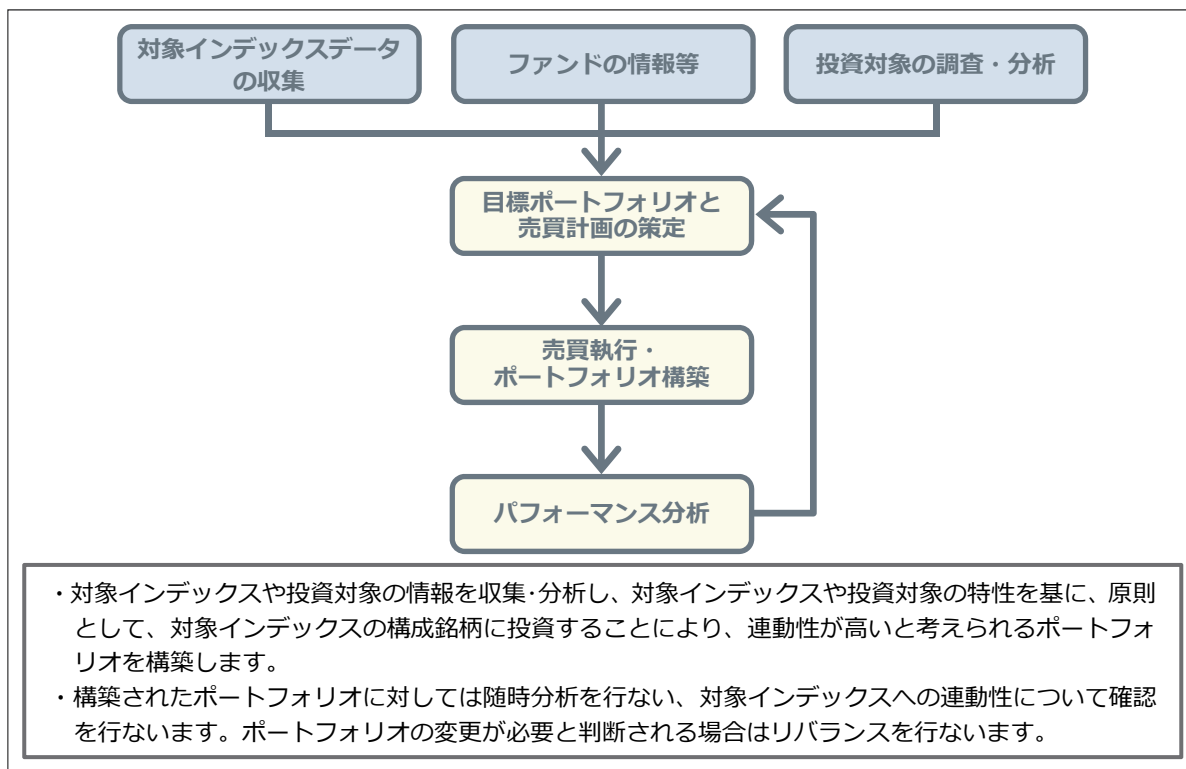 対象インデックスデータ
の収集
ファンドの情報等
投資対象の調査・分析
目標ポートフォリオと
売買計画の策定
売買執行・
ポートフォリオ構築
パフォーマンス分析
・対象インデックスや投資対象の情報を収集･分析し、対象インデックスや投資対象の特性を基に、原則
として、対象インデックスの構成銘柄に投資することにより、連動性が高いと考えられるポートフォ
リオを構築します。
・構築されたポートフォリオに対しては随時分析を行ない、対象インデックスへの連動性について確認
を行ないます。ポートフォリオの変更が必要と判断される場合はリバランスを行ないます。